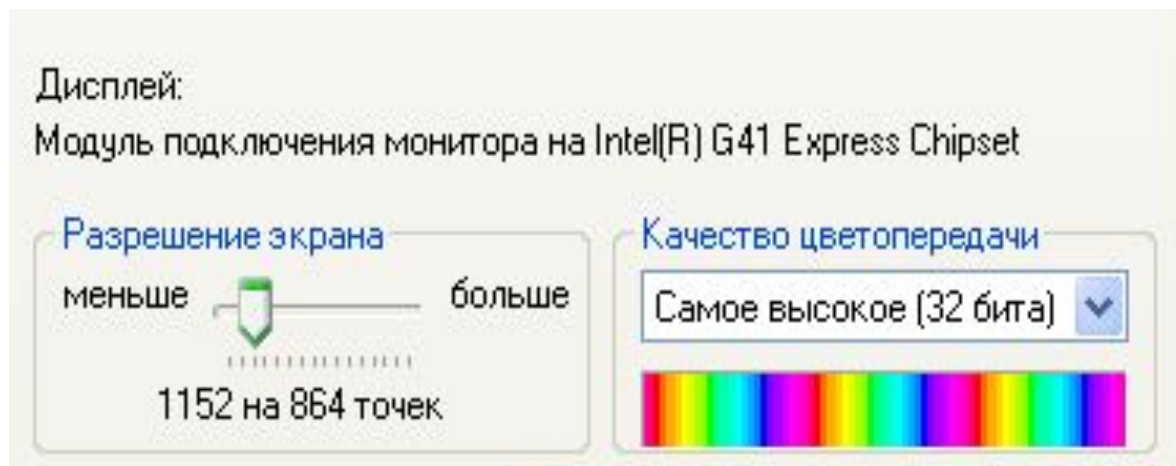 Дисплей:
Модуль подключения монитора на Intel(R) G41 Express Chipset
Разрешение экрана
меньше
больше
1152 на 864 точек
Качество цветопередачи
Самое высокое (32 бита)